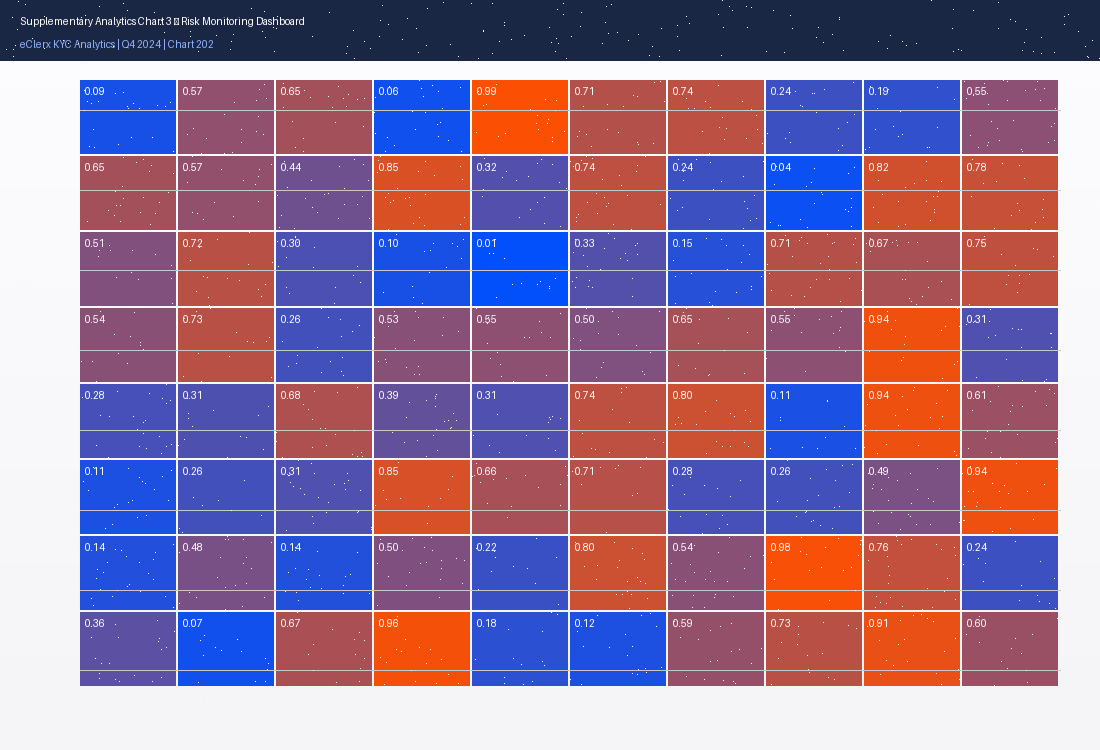 Supplementary Analytics Chart 3 Risk Monitoring Dashboard
eClerx KYC Analytics | Q4 2024 | Chart 202
0.09 0.57 0.65 0.06 0.99 0.71 0.74 0.24 0.19 0.55
0.65 0.57 0.44 0.85 0.32 0.74 0.24 0.04 0.82 0.78
0.51 0.72 0.30 0.10 0.01 0.33 0.15 0.71 0.67 0.75
0.54 0.73 0.26 0.53 0.55 0.50 0.65 0.55 0.94 0.31
0.28 0.31 0.68 0.39 0.31 0.74 0.80 0.11 0.94 0.61
0.11 0.26 0.31 0.85 0.66 0.71 0.28 0.26 0.49 0.94
0.14 0.48 0.14 0.50 0.22 0.80 0.54 0.98 0.76 0.24
0.36 0.07 0.67 0.96 0.18 0.12 0.59 0.73 0.91 0.60